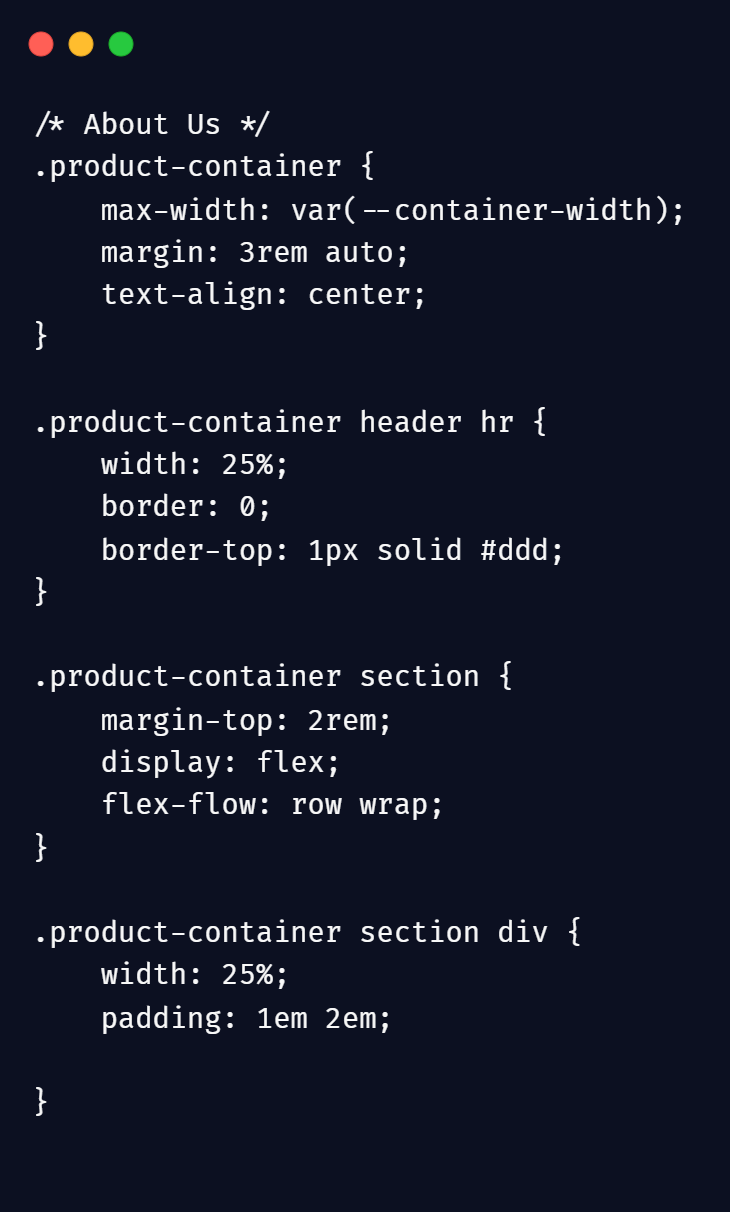 /* About Us */
.product-container {
    max-width: var(--container-width);
    margin: 3rem auto;
    text-align: center;
}

.product-container header hr {
    width: 25%;
    border: 0;
    border-top: 1px solid #ddd;
}

.product-container section {
    margin-top: 2rem;
    display: flex;
    flex-flow: row wrap;
}

.product-container section div {
    width: 25%;
    padding: 1em 2em;

}